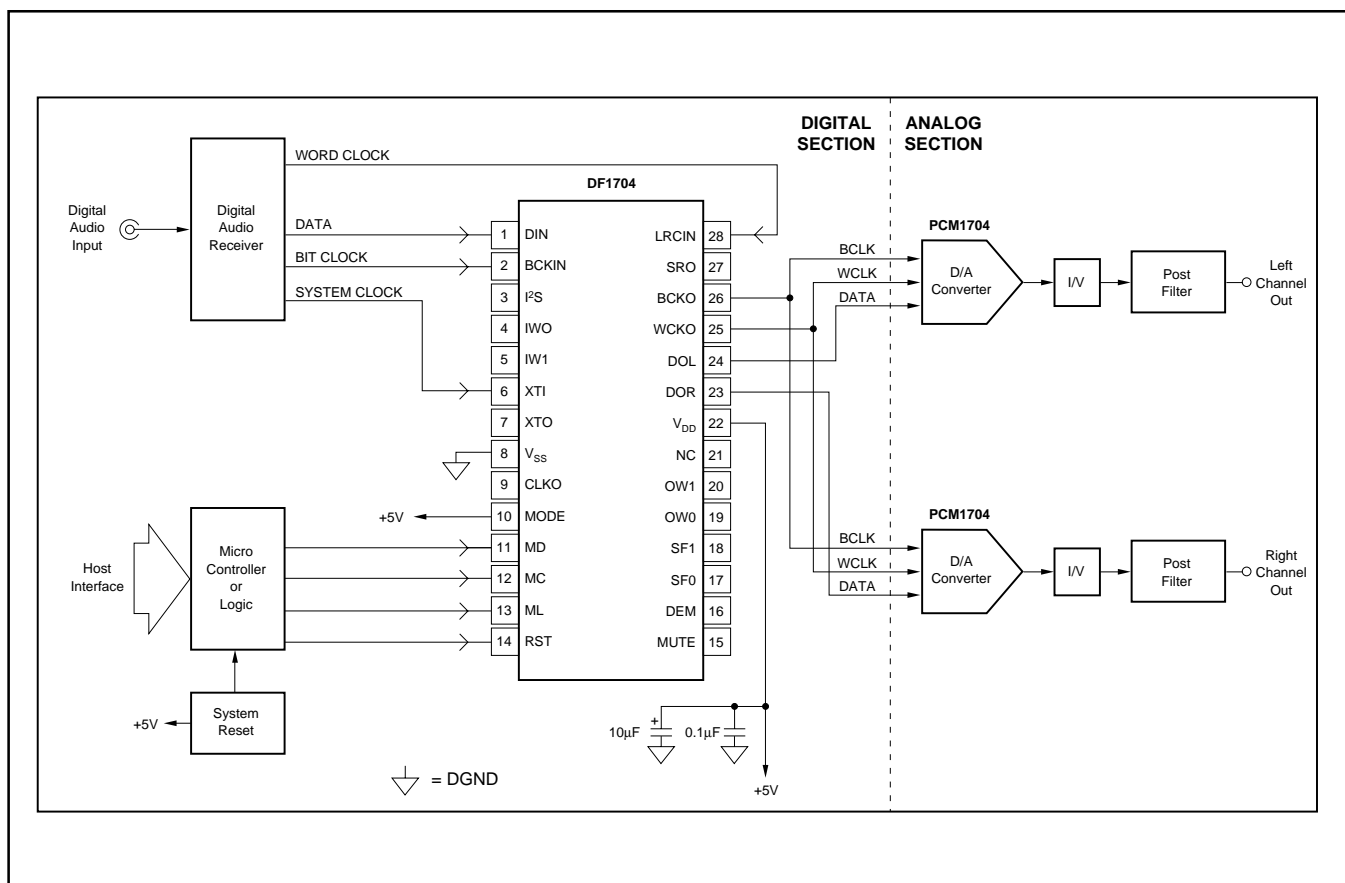 DIGITAL
SECTION
ANALOG
SECTION
WORD CLOCK
DF1704
Digital
Audio
Input
Digital
Audio
Receiver
DATA
BIT CLOCK
SYSTEM CLOCK
1 DIN
2 BCKIN
3 I²S
4 IWO
5 IW1
6 XTI
7 XTO
8 VSS
9 CLKO
+5V
10 MODE
11 MD
12 MC
13 ML
14 RST
LRCIN 28
SRO 27
BCKO 26
WCKO 25
DOL 24
DOR 23
VDD 22
NC 21
OW1 20
OW0 19
SF1 18
SF0 17
DEM 16
MUTE 15
Host
Interface
Micro
Controller
or
Logic
+5V
System
Reset
= DGND
10µF
+
0.1µF
+5V
PCM1704
BCLK
WCLK
DATA
D/A
Converter
I/V
Post
Filter
Left
Channel
Out
PCM1704
BCLK
WCLK
DATA
D/A
Converter
I/V
Post
Filter
Right
Channel
Out